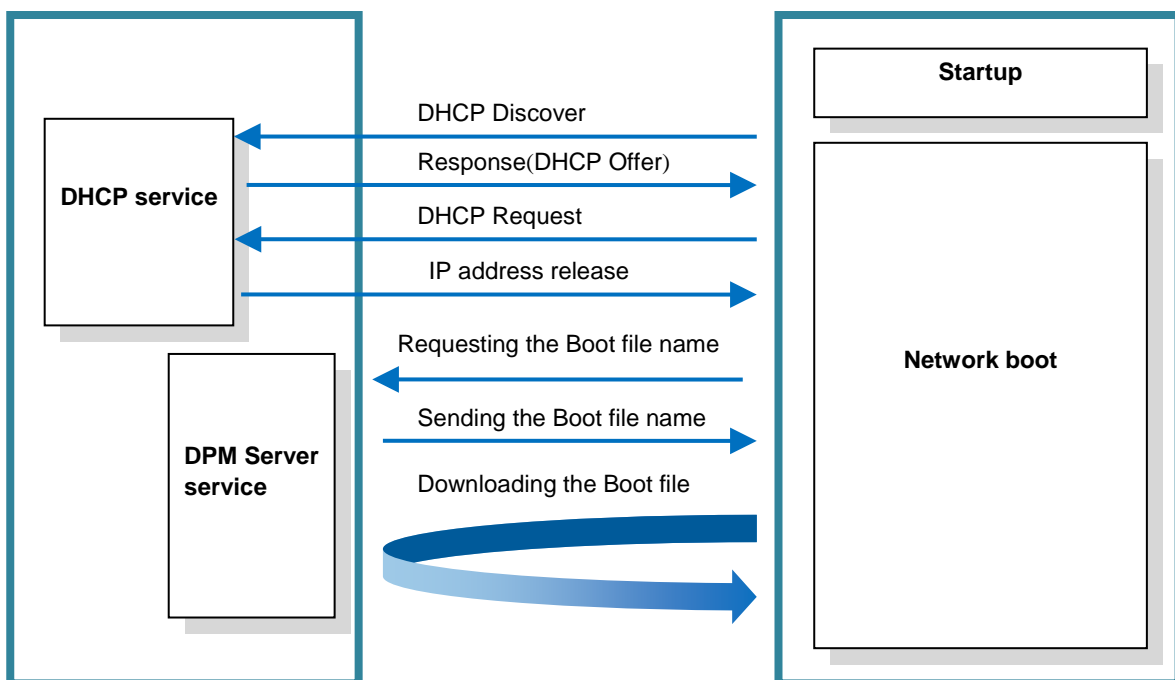 Startup
DHCP Discover
Response(DHCP Offer)
DHCP service
DHCP Request
IP address release
Requesting the Boot file name
Network boot
Sending the Boot file name
DPM Server
service
Downloading the Boot file